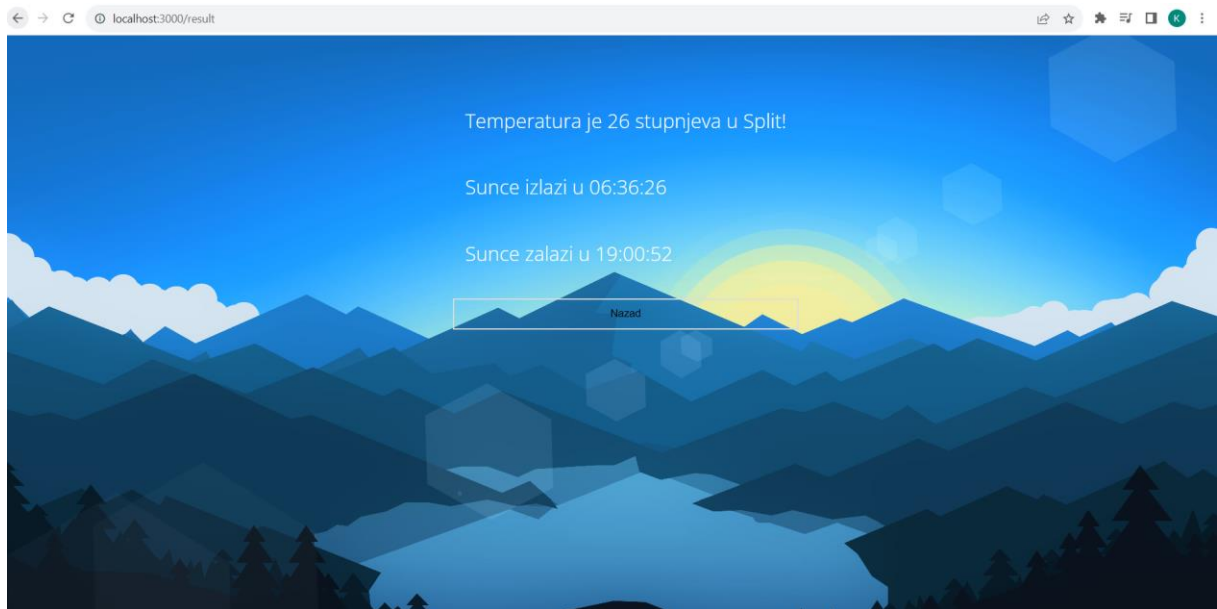 localhost:3000/result
K
Temperatura je 26 stupnjeva u Split!
Sunce izlazi u 06:36:26
Sunce zalazi u 19:00:52
Nazad